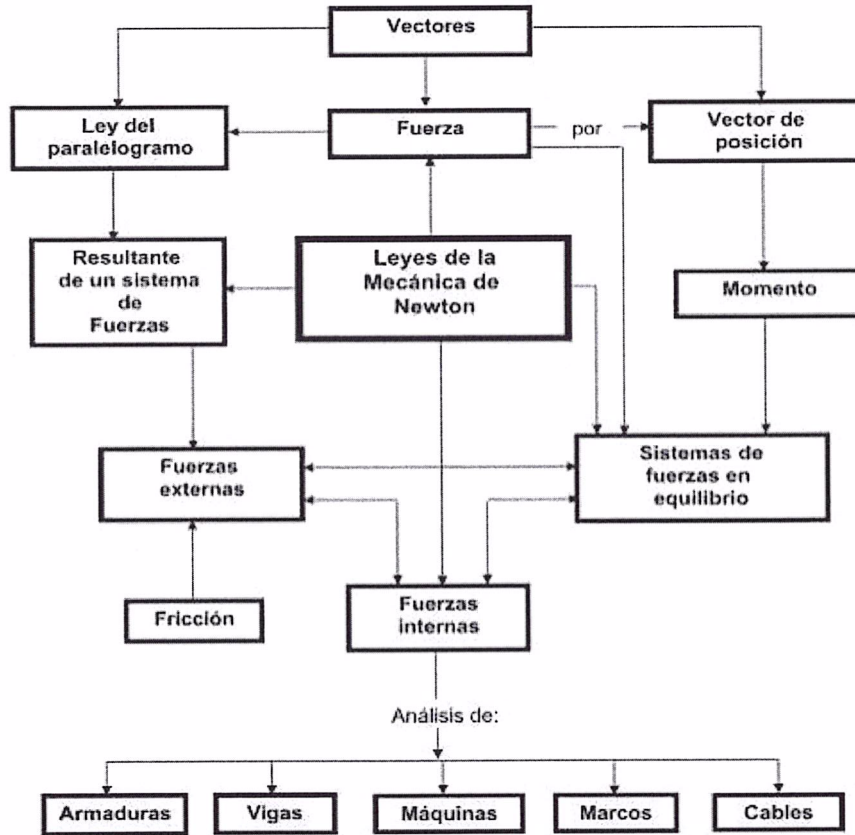 Vectores
Ley del
paralelogramo
Fuerza
por
Vector de
posición
Resultante
de un sistema
de
Fuerzas
Leyes de la
Mecánica de
Newton
Momento
Fuerzas
externas
Sistemas de
fuerzas en
equilibrio
Fricción
Fuerzas
internas
Análisis de:
Armaduras
Vigas
Máquinas
Marcos
Cables